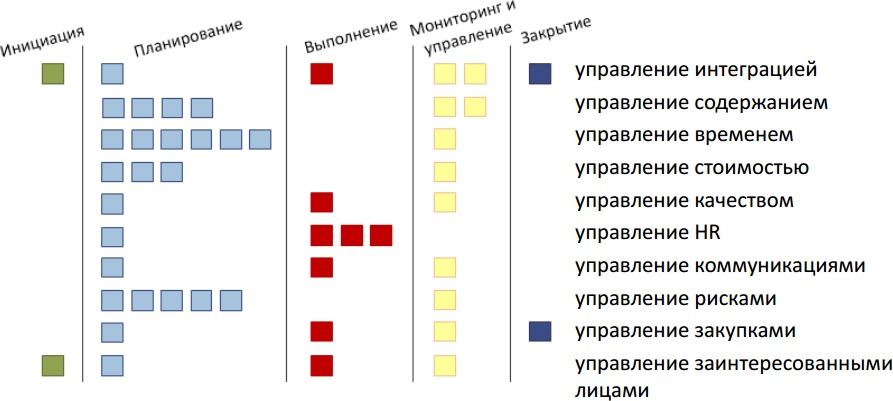 Инициация
Планирование
Выполнение
Мониторинг и
управление
Закрытие
управление интеграцией
управление содержанием
управление временем
управление стоимостью
управление качеством
управление HR
управление коммуникациями
управление рисками
управление закупками
управление заинтересованными
лицами